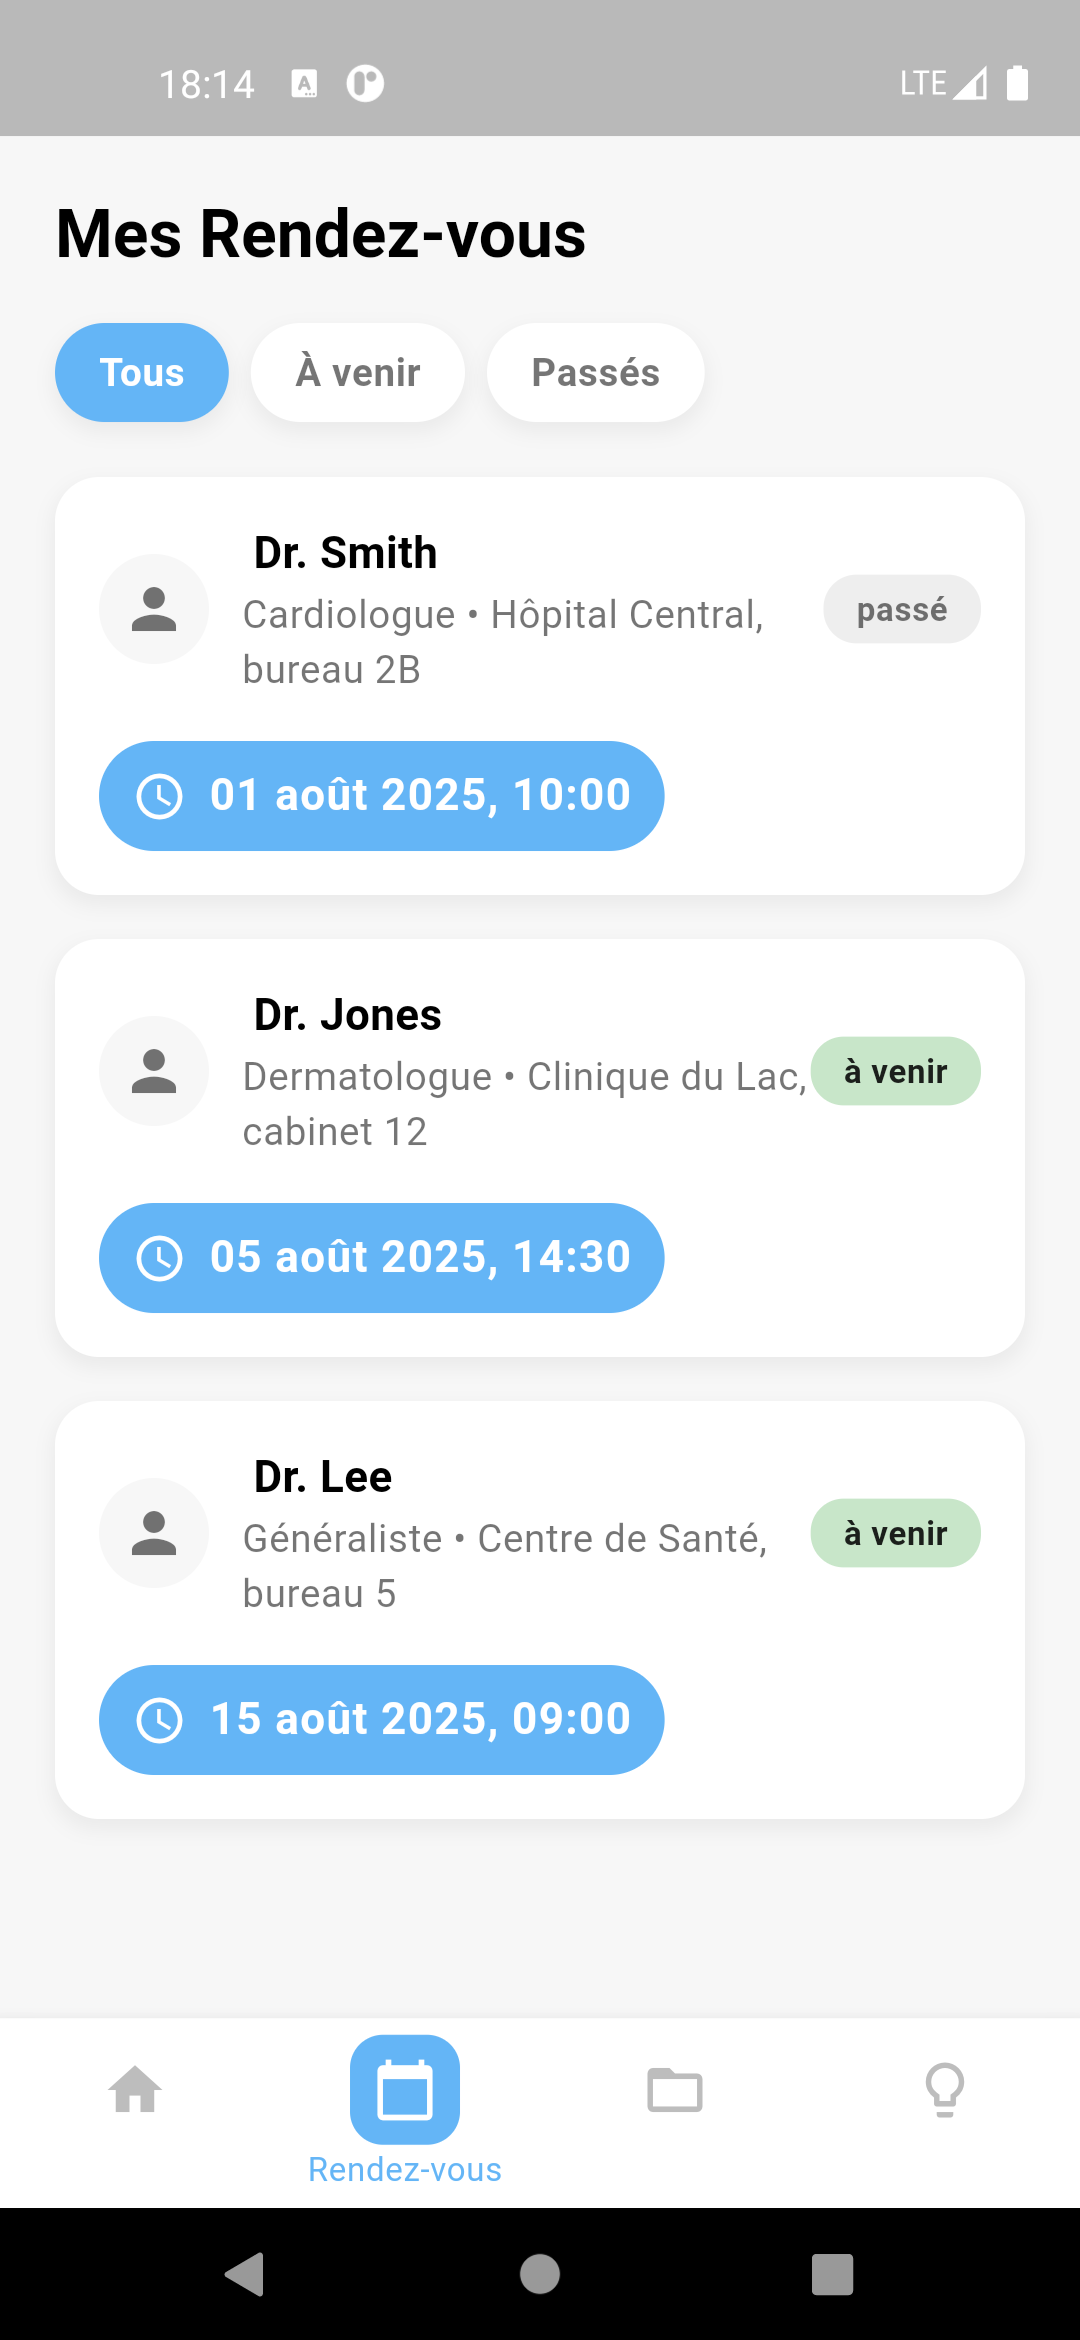 18:14
LTE
Mes Rendez-vous
Tous
À venir
Passés
Dr. Smith
Cardiologue • Hôpital Central,
bureau 2B
passé
01 août 2025, 10:00
Dr. Jones
Dermatologue • Clinique du Lac,
cabinet 12
à venir
05 août 2025, 14:30
Dr. Lee
Généraliste • Centre de Santé,
bureau 5
à venir
15 août 2025, 09:00
Rendez-vous